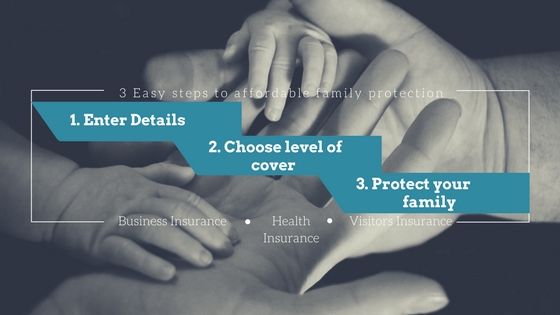 3 Easy steps to affordable family protection
1. Enter Details
2. Choose level of
cover
3. Protect your
family
Business Insurance • Health
Insurance • Visitors Insurance